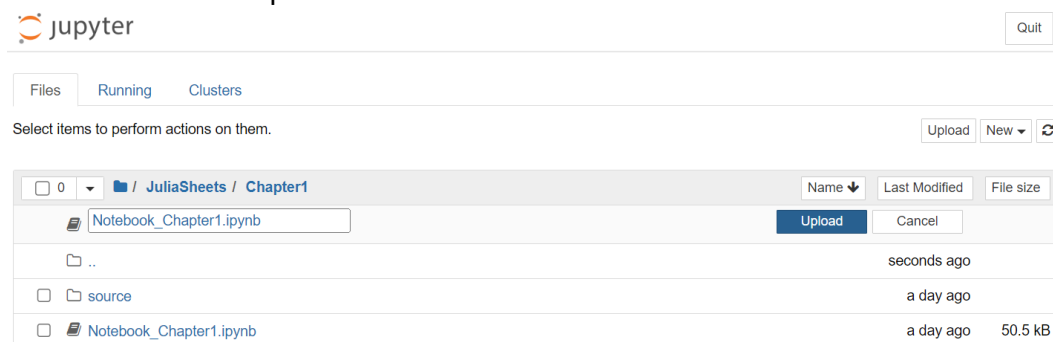 jupyter
Quit
Files Running Clusters
Select items to perform actions on them.
Upload New
0 / JuliaSheets / Chapter1 Name Last Modified File size
Notebook_Chapter1.ipynb Upload Cancel
.. seconds ago
source a day ago
Notebook_Chapter1.ipynb a day ago 50.5 kB